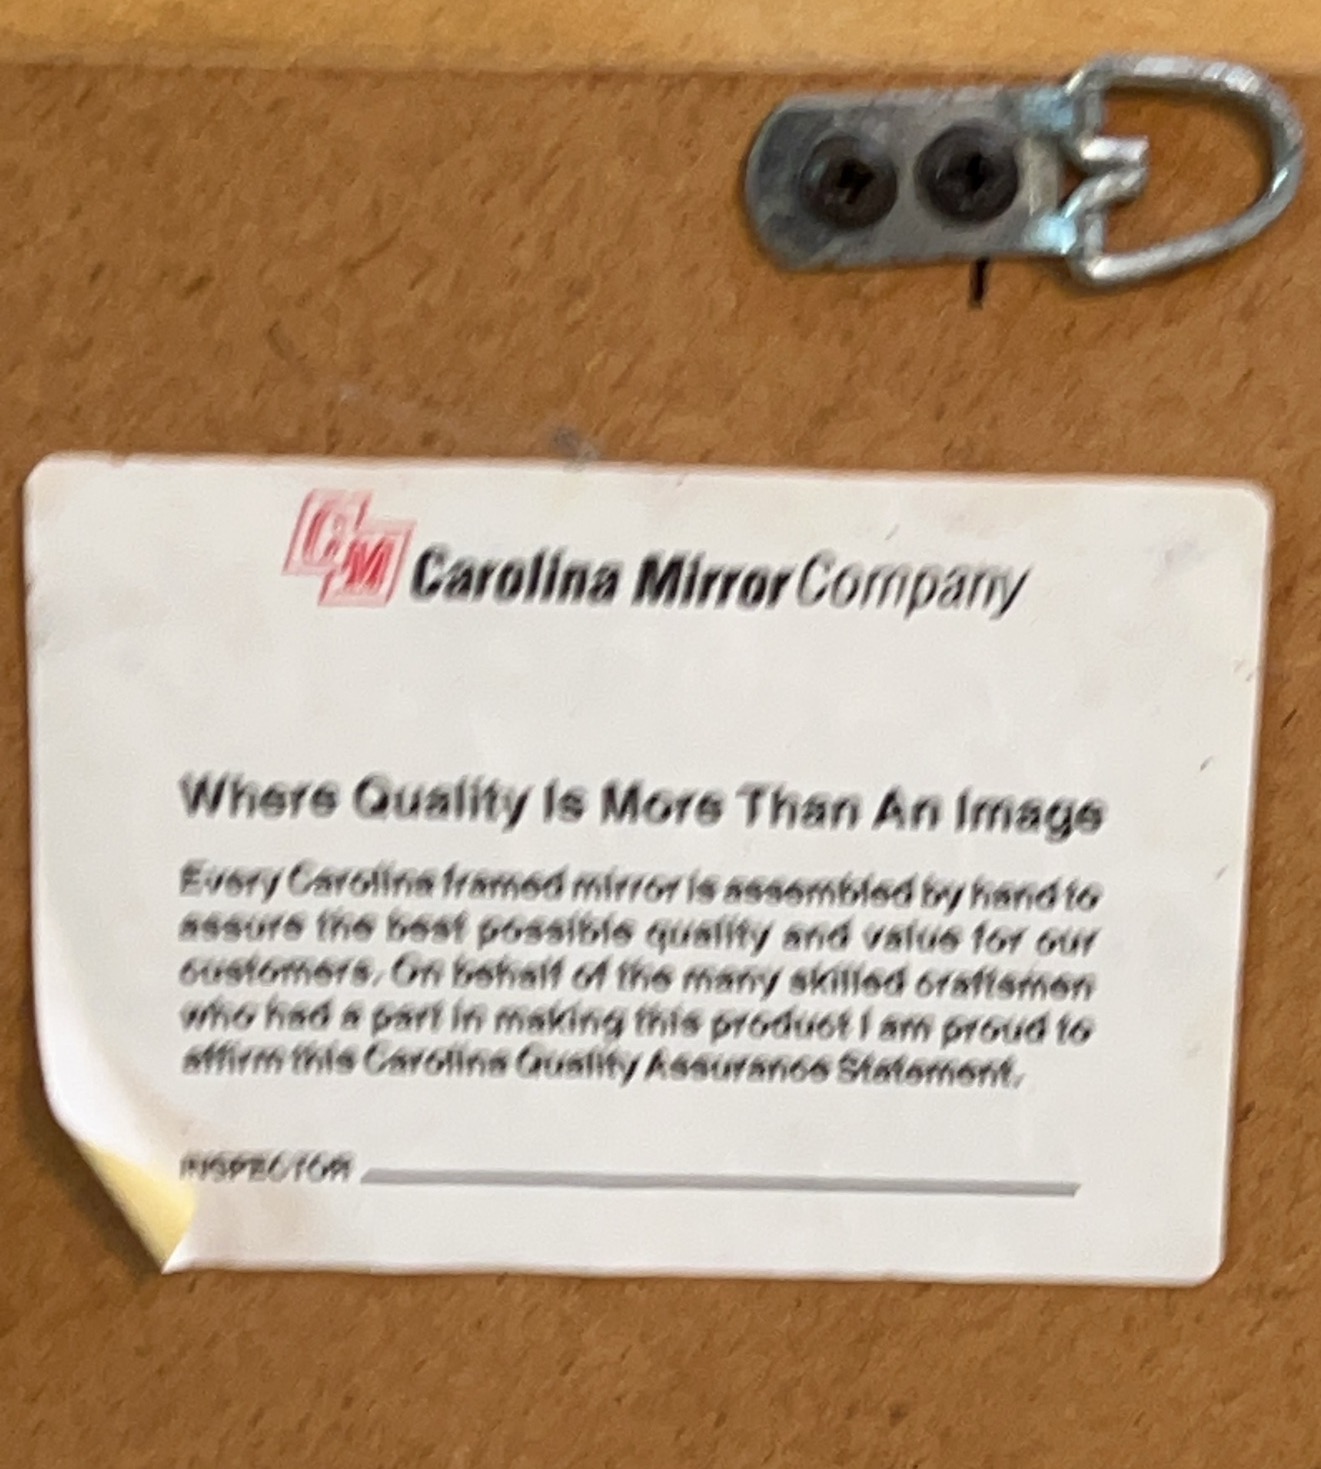 CM Carolina Mirror Company
Where Quality Is More Than An Image
Every Carolina framed mirror is assembled by hand to
assure the best possible quality and value for our
customers. On behalf of the many skilled craftsmen
who had a part in making this product I am proud to
affirm this Carolina Quality Assurance Statement.
INSPECTOR